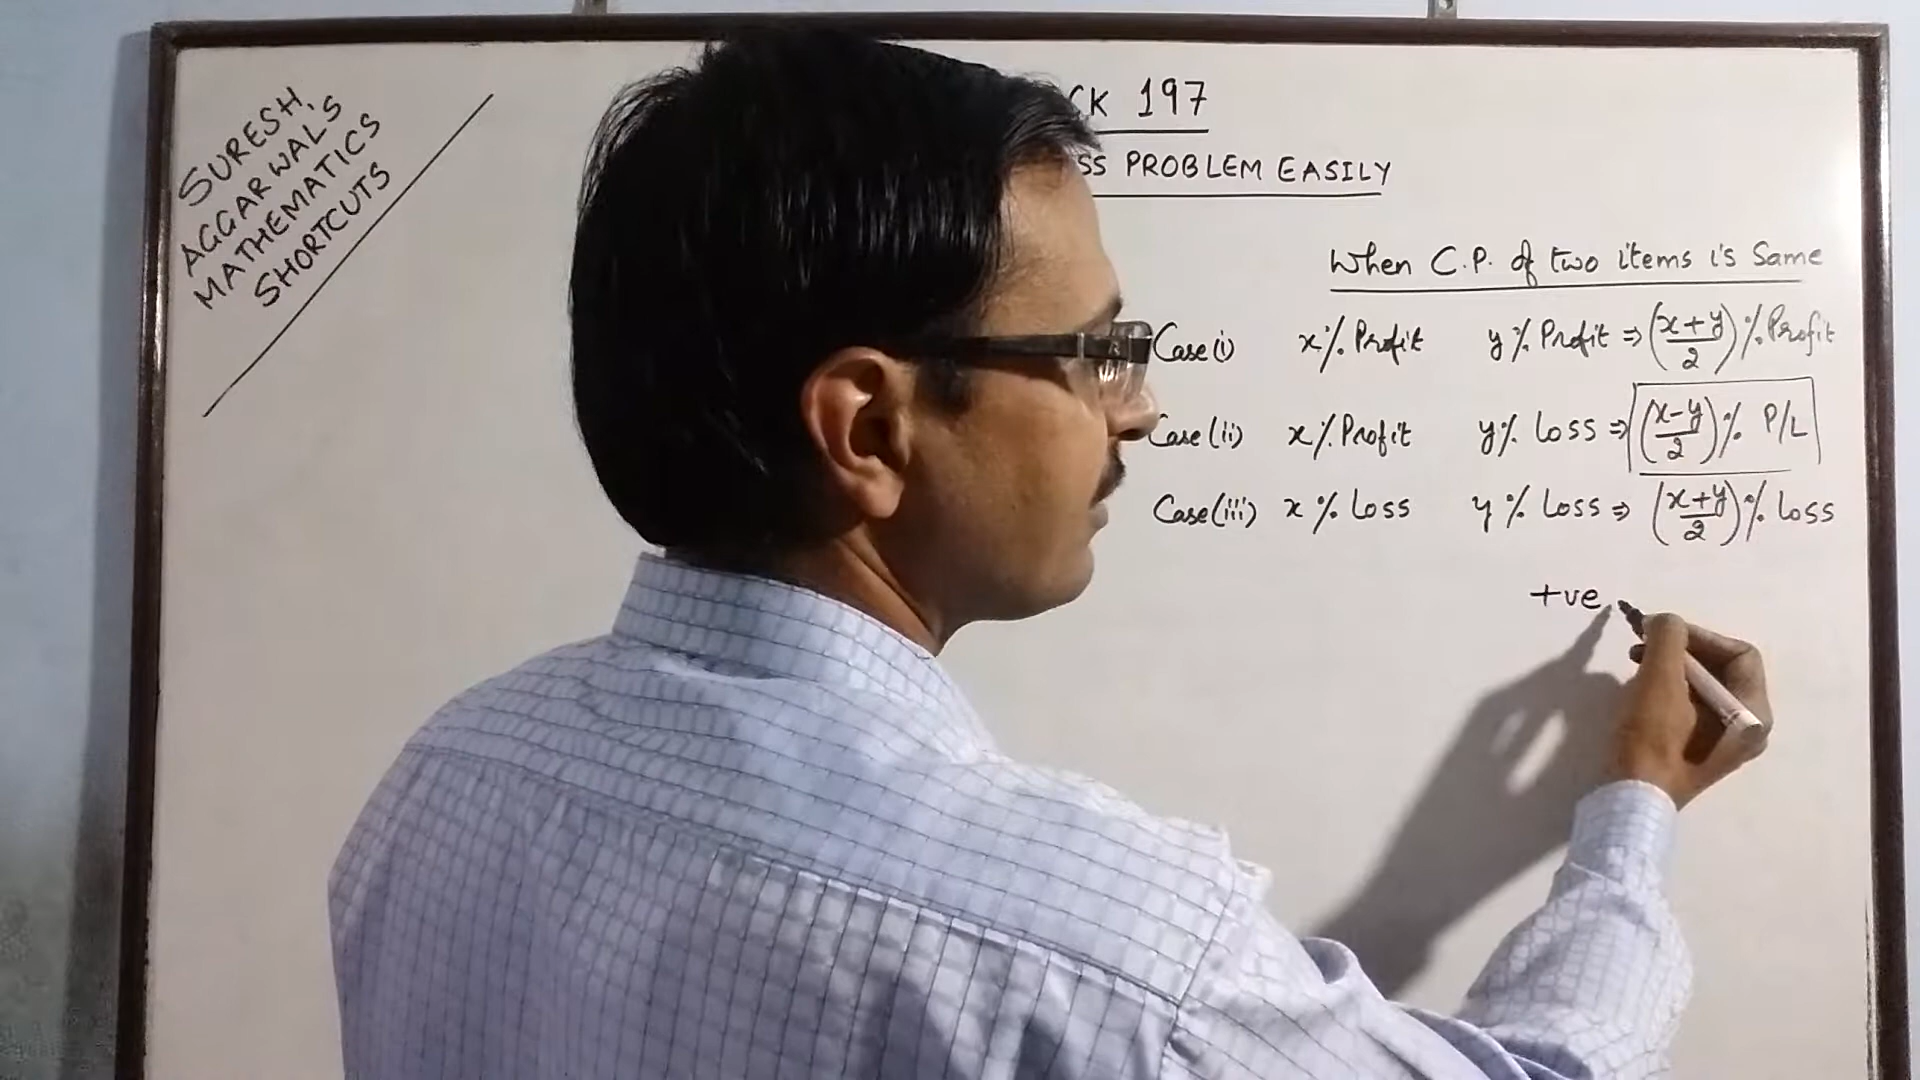 SURESH
AGGARWAL'S
MATHEMATICS
SHORTCUTS
CK 197
SS PROBLEM EASILY
When C.P. of two items is Same
Case(i) x% Profit y% Profit ⇒ (x+y/2)% Profit
Case(ii) x% Profit y% Loss ⇒ (x-y/2)% P/L
Case(iii) x% Loss y% Loss ⇒ (x+y/2)% Loss
+ve